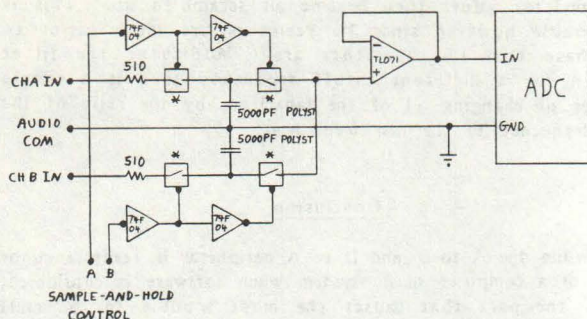 74F
04
74F
04
510
CHA IN
*
*
5000PF POLYST
AUDIO
COM
5000PF POLYST
510
CHB IN
*
*
74F
04
74F
04
A B
SAMPLE-AND-HOLD
CONTROL
−
+
TL071
IN
ADC
GND